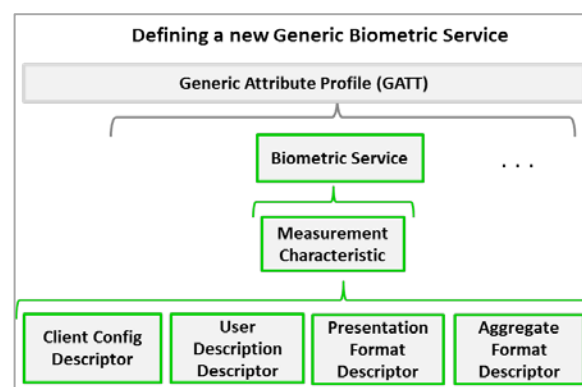 Defining a new Generic Biometric Service
Generic Attribute Profile (GATT)
Biometric Service
. . .
Measurement
Characteristic
Client Config
Descriptor
User
Description
Descriptor
Presentation
Format
Descriptor
Aggregate
Format
Descriptor